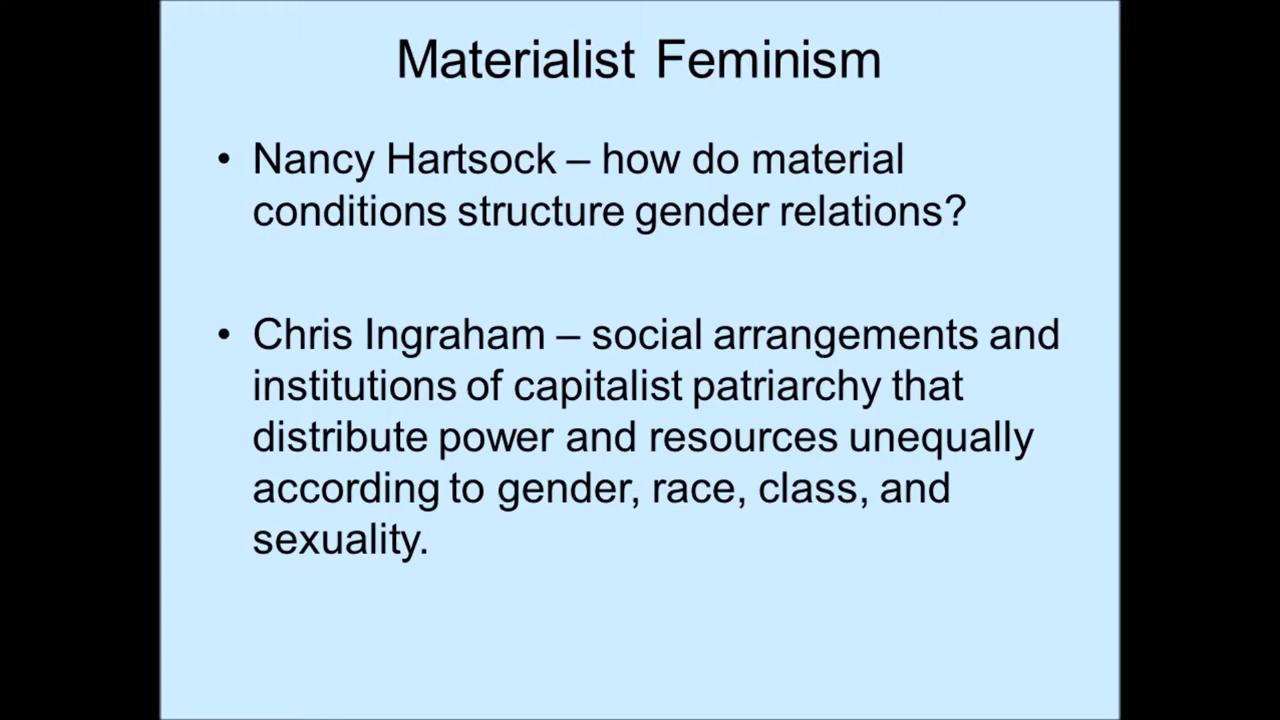 Materialist Feminism
• Nancy Hartsock – how do material
conditions structure gender relations?
• Chris Ingraham – social arrangements and
institutions of capitalist patriarchy that
distribute power and resources unequally
according to gender, race, class, and
sexuality.